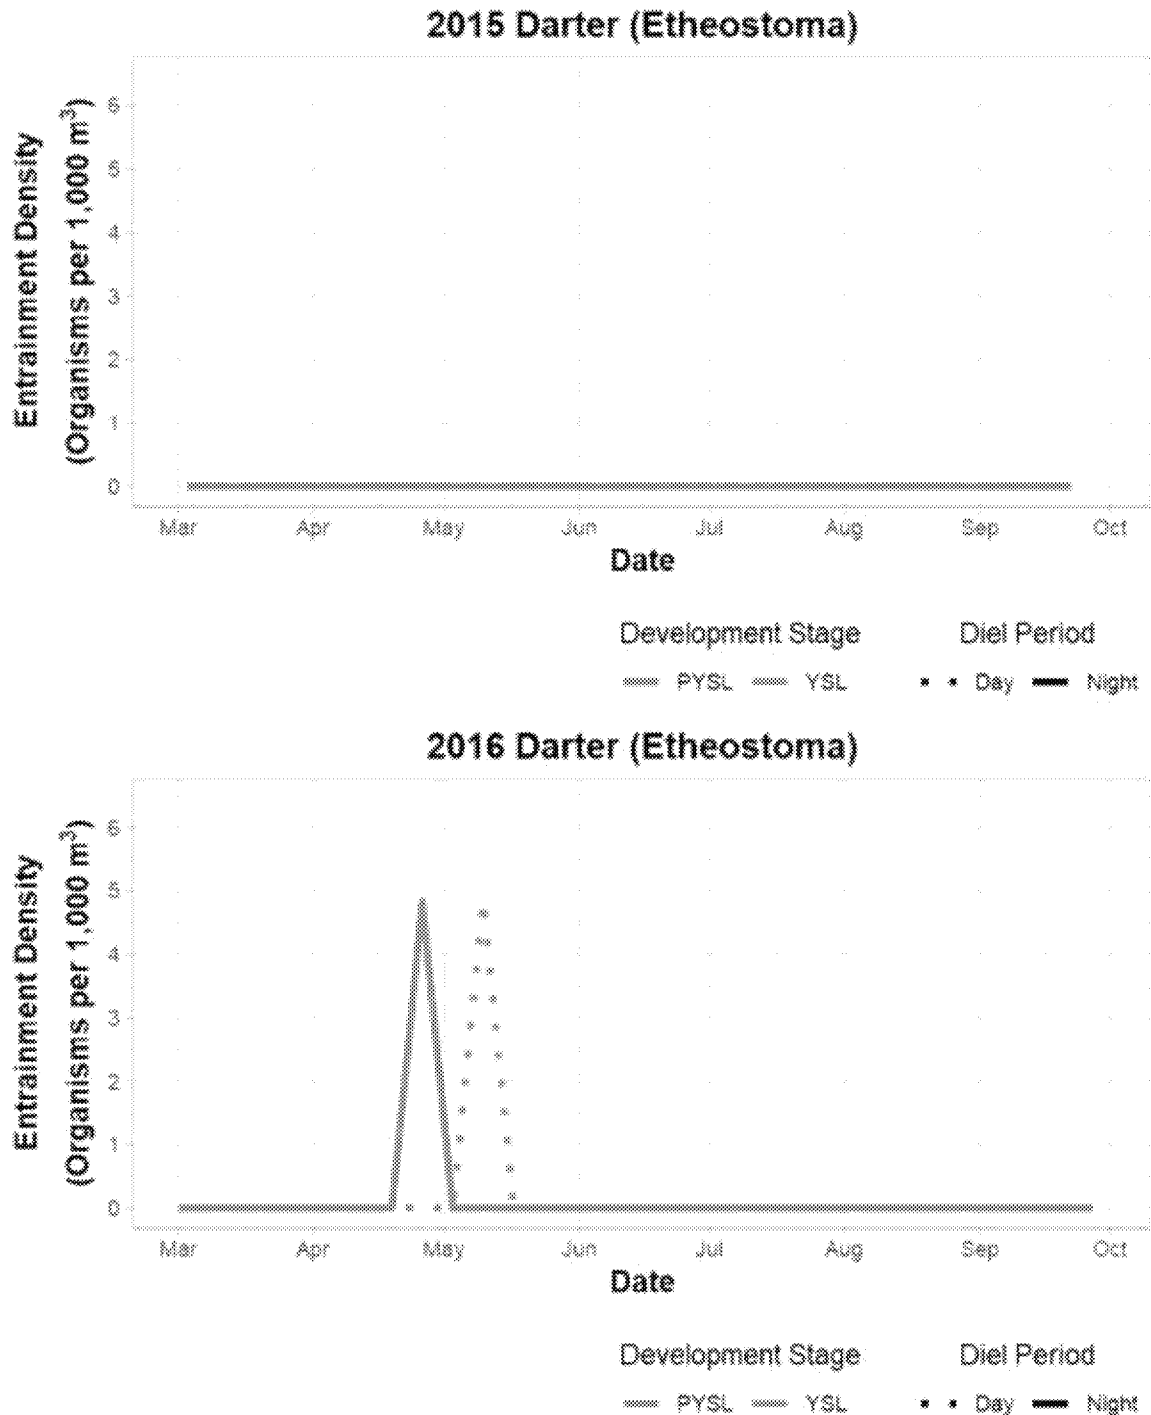 2015 Darter (Etheostoma)
Entrainment Density
(Organisms per 1,000 m³)
6
5
4
3
2
1
0
Mar Apr May Jun Jul Aug Sep Oct
Date
Development Stage Diel Period
PYSL YSL Day Night
2016 Darter (Etheostoma)
Entrainment Density
(Organisms per 1,000 m³)
6
5
4
3
2
1
0
Mar Apr May Jun Jul Aug Sep Oct
Date
Development Stage Diel Period
PYSL YSL Day Night